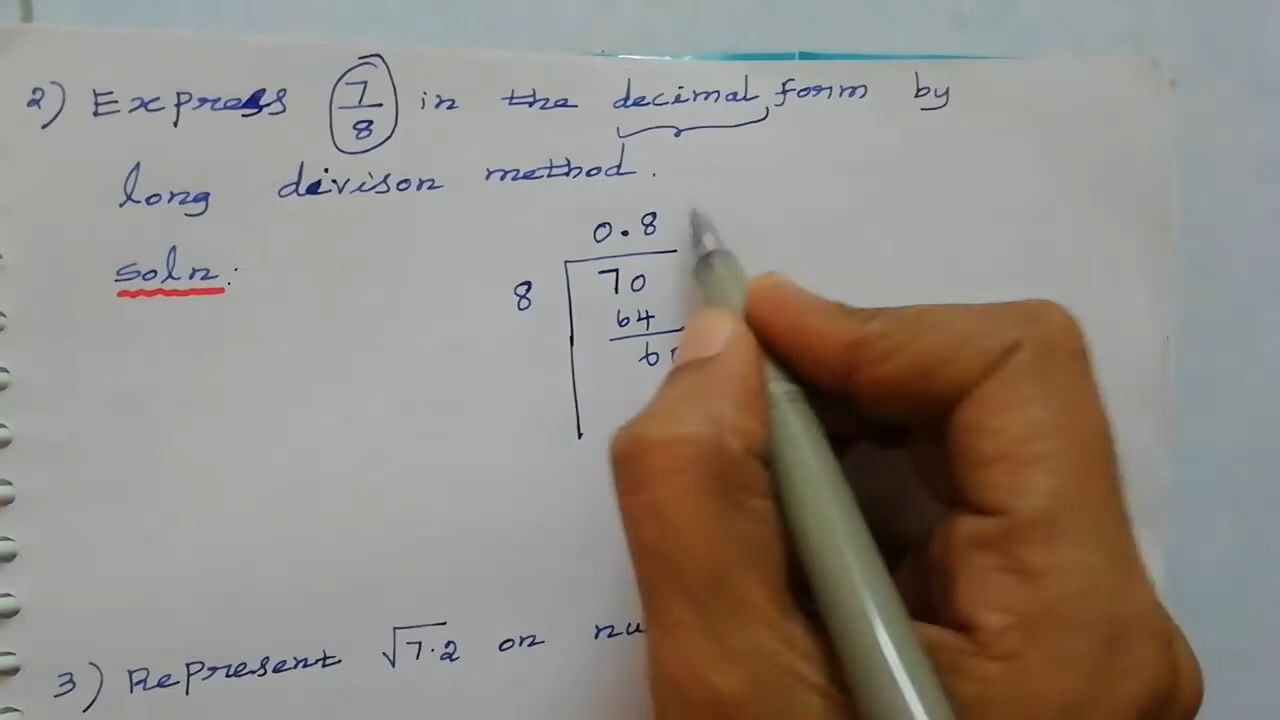 2) Express 7/8 in the decimal form by
long divison method.
soln:
0.8
8 70
64
6
3) Represent √7.2 on